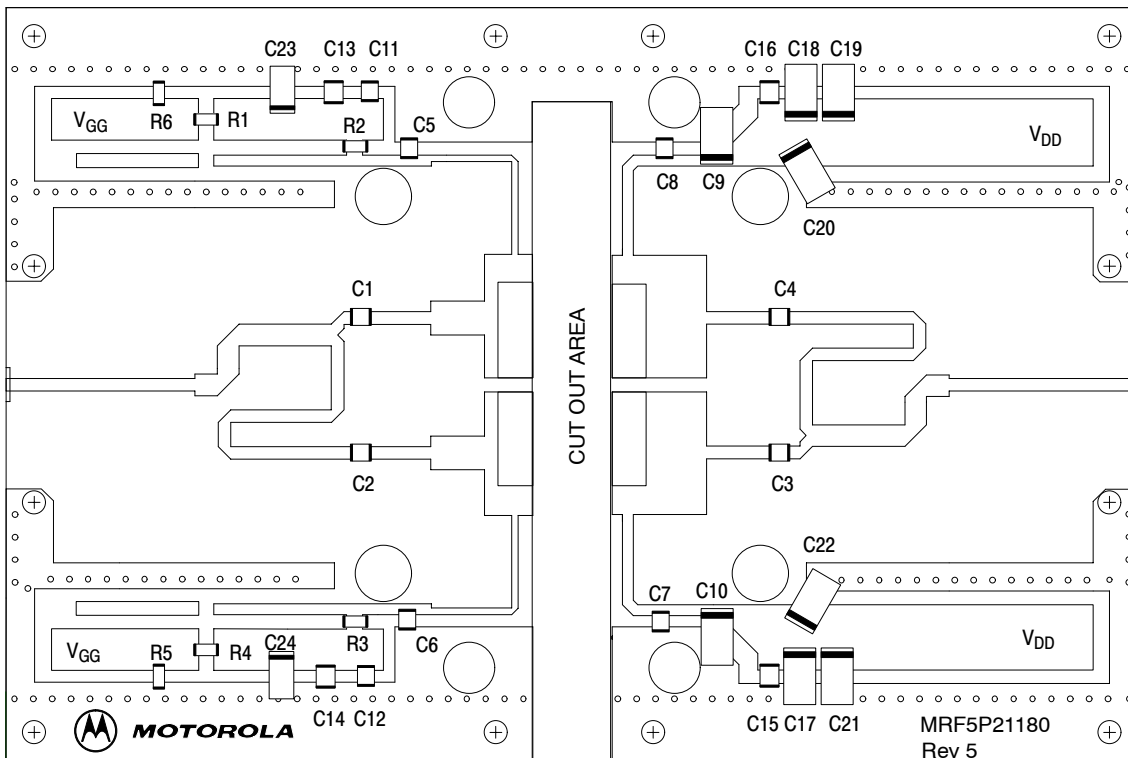 C23
C13
C11
C16
C18
C19
VGG
R6
R1
R2
C5
C8
C9
VDD
C20
C1
C4
CUT OUT AREA
C2
C3
C22
C7
C10
VGG
R5
R4
C24
R3
C6
VDD
C14
C12
C15
C17
C21
MOTOROLA
MRF5P21180
Rev 5